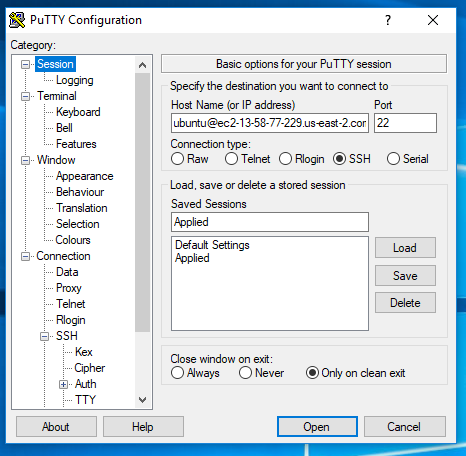 PuTTY Configuration
Category:
Session
Logging
Terminal
Keyboard
Bell
Features
Window
Appearance
Behaviour
Translation
Selection
Colours
Connection
Data
Proxy
Telnet
Rlogin
SSH
Kex
Cipher
Auth
TTY
Basic options for your PuTTY session
Specify the destination you want to connect to
Host Name (or IP address) Port
ubuntu@ec2-13-58-77-229.us-east-2.cor 22
Connection type:
Raw Telnet Rlogin SSH Serial
Load, save or delete a stored session
Saved Sessions
Applied
Default Settings
Applied
Load
Save
Delete
Close window on exit:
Always Never Only on clean exit
About Help Open Cancel